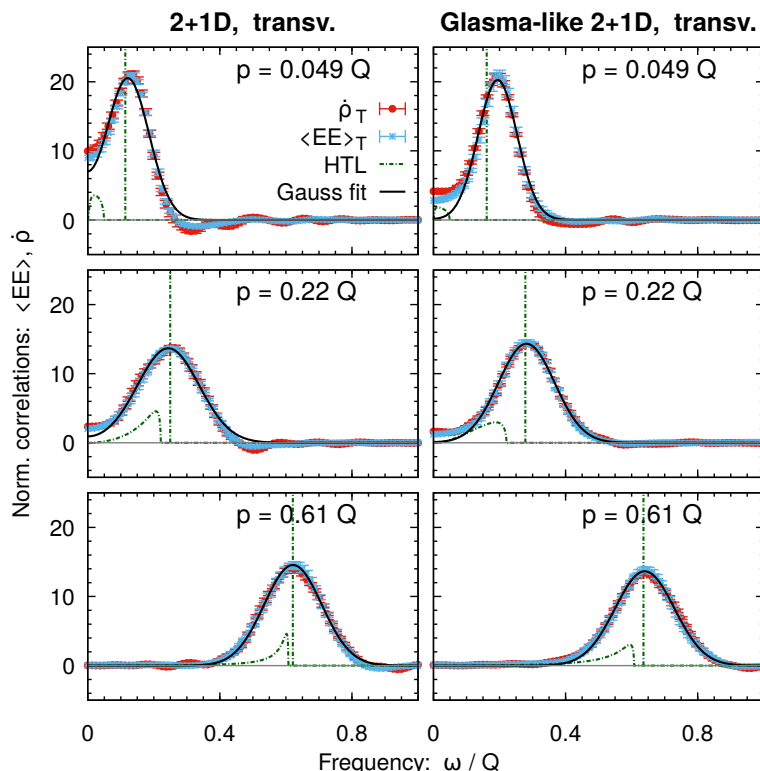 2+1D, transv.
Glasma-like 2+1D, transv.
p = 0.049 Q
p = 0.049 Q
ρ̇_T
<EE>_T
HTL
Gauss fit
20
10
0
p = 0.22 Q
p = 0.22 Q
20
10
0
p = 0.61 Q
p = 0.61 Q
20
10
0
Norm. correlations: <EE>, ρ̇
0
0.4
0.8
0
0.4
0.8
Frequency: ω / Q